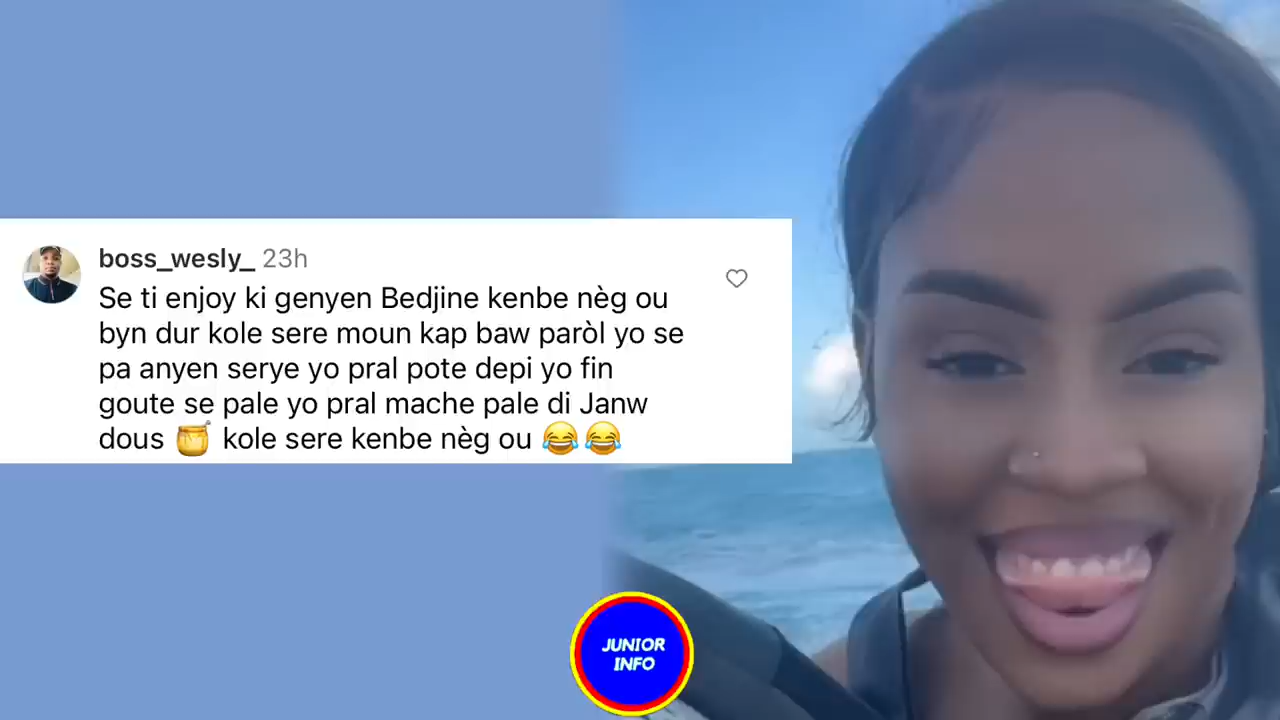 boss_wesly_ 23h
Se ti enjoy ki genyen Bedjine kenbe nèg ou
byn dur kole sere moun kap baw paròl yo se
pa anyen serye yo pral pote depi yo fin
goute se pale yo pral mache pale di Janw
dous 🍯 kole sere kenbe nèg ou 😂😂
JUNIOR
INFO